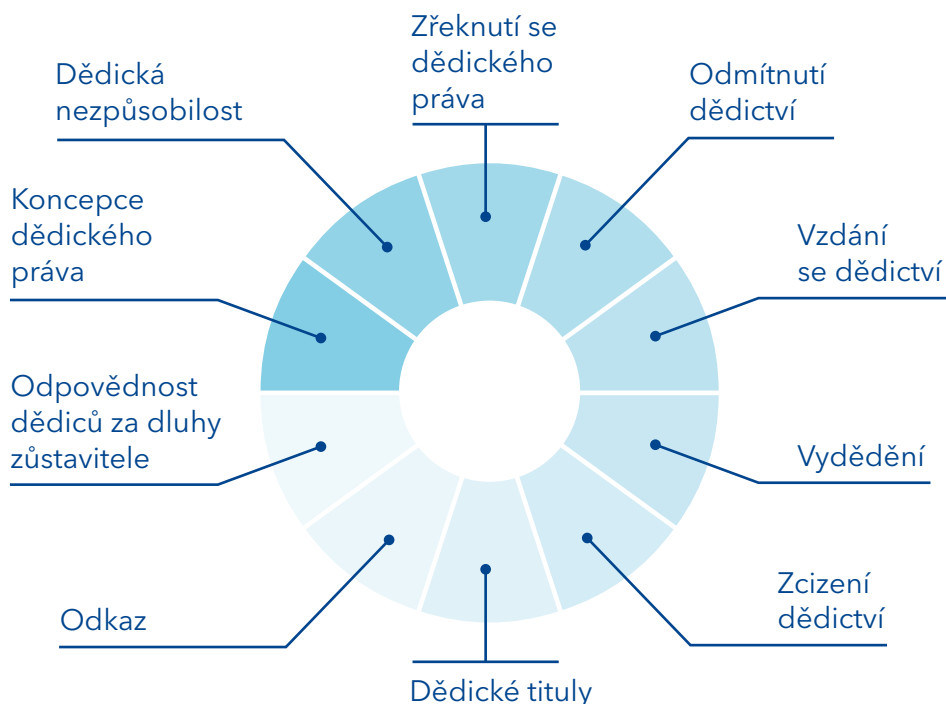 Zřeknutí se
dědického
práva
Dědická
nezpůsobilost
Odmítnutí
dědictví
Koncepce
dědického
práva
Vzdání
se dědictví
Odpovědnost
dědiců za dluhy
zůstavitele
Vydědění
Zcizení
dědictví
Odkaz
Dědické tituly